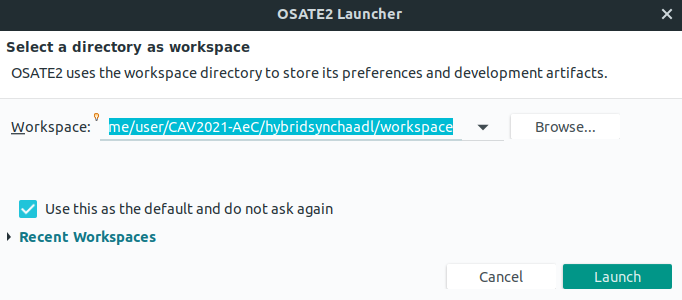 OSATE2 Launcher
Select a directory as workspace
OSATE2 uses the workspace directory to store its preferences and development artifacts.
Workspace: me/user/CAV2021-AeC/hybridsynchaadl/workspace Browse...
Use this as the default and do not ask again
Recent Workspaces
Cancel Launch